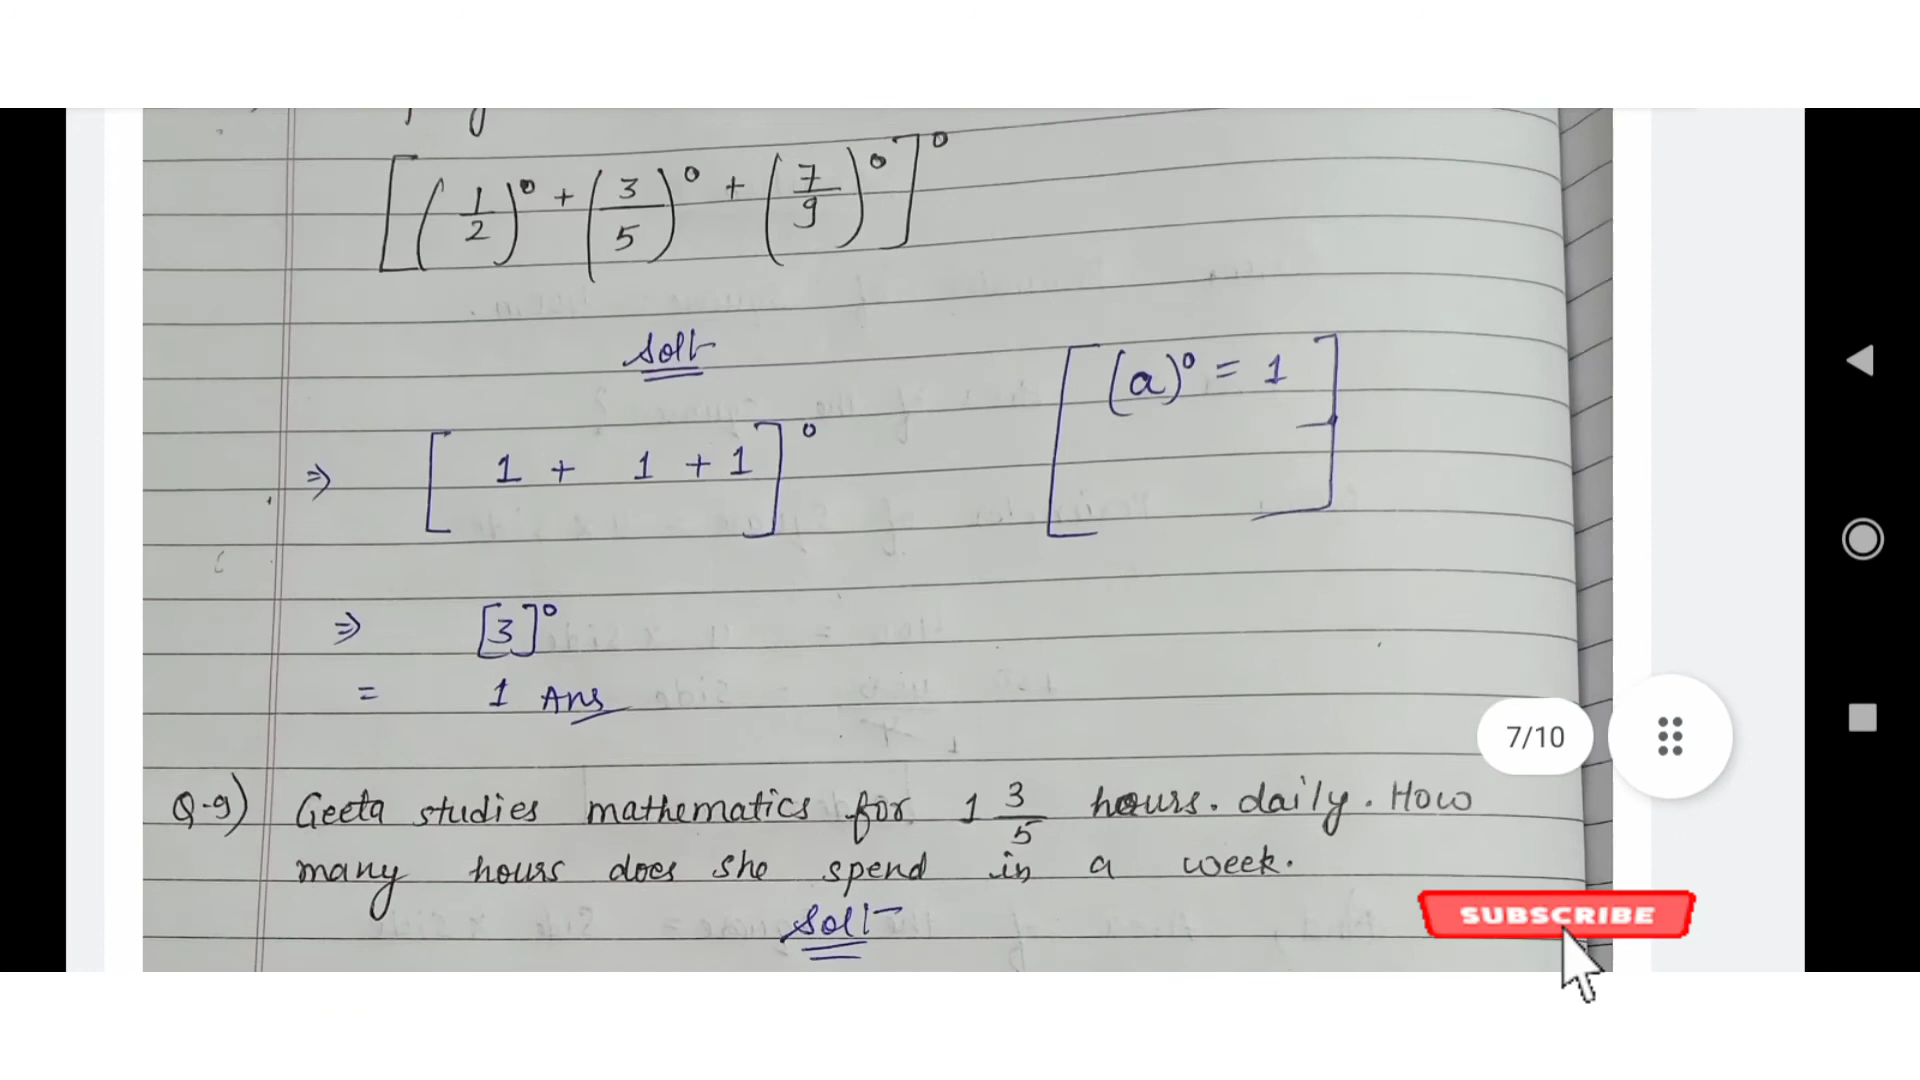 [(1/2)⁰ + (3/5)⁰ + (7/9)⁰]⁰
Solt
[(a)⁰ = 1]
⇒ [1 + 1 + 1]⁰
⇒ [3]⁰
= 1 Ans
7/10
Q-9) Geeta studies mathematics for 1 3/5 hours. daily. How
many hours does she spend in a week.
SUBSCRIBE
Solt